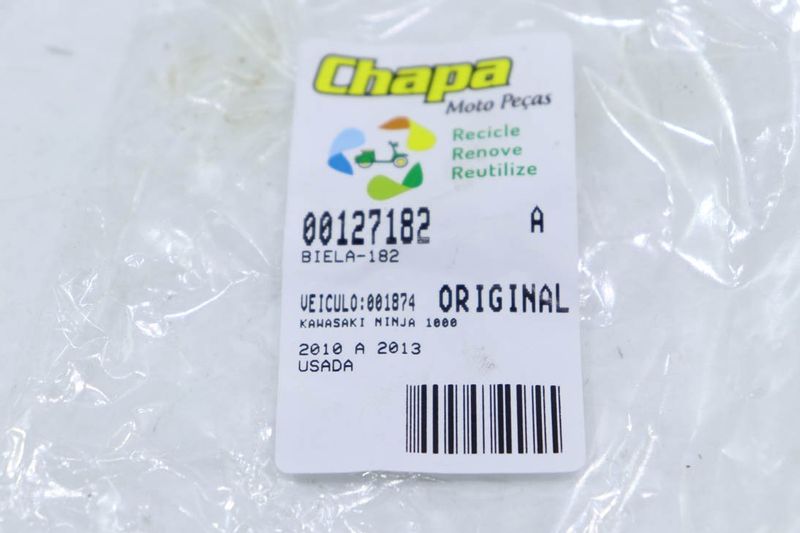 Chapa
Moto Peças
Recicle
Renove
Reutilize
00127182 A
BIELA-182
VEICULO:001874 ORIGINAL
KAWASAKI NINJA 1000
2010 A 2013
USADA